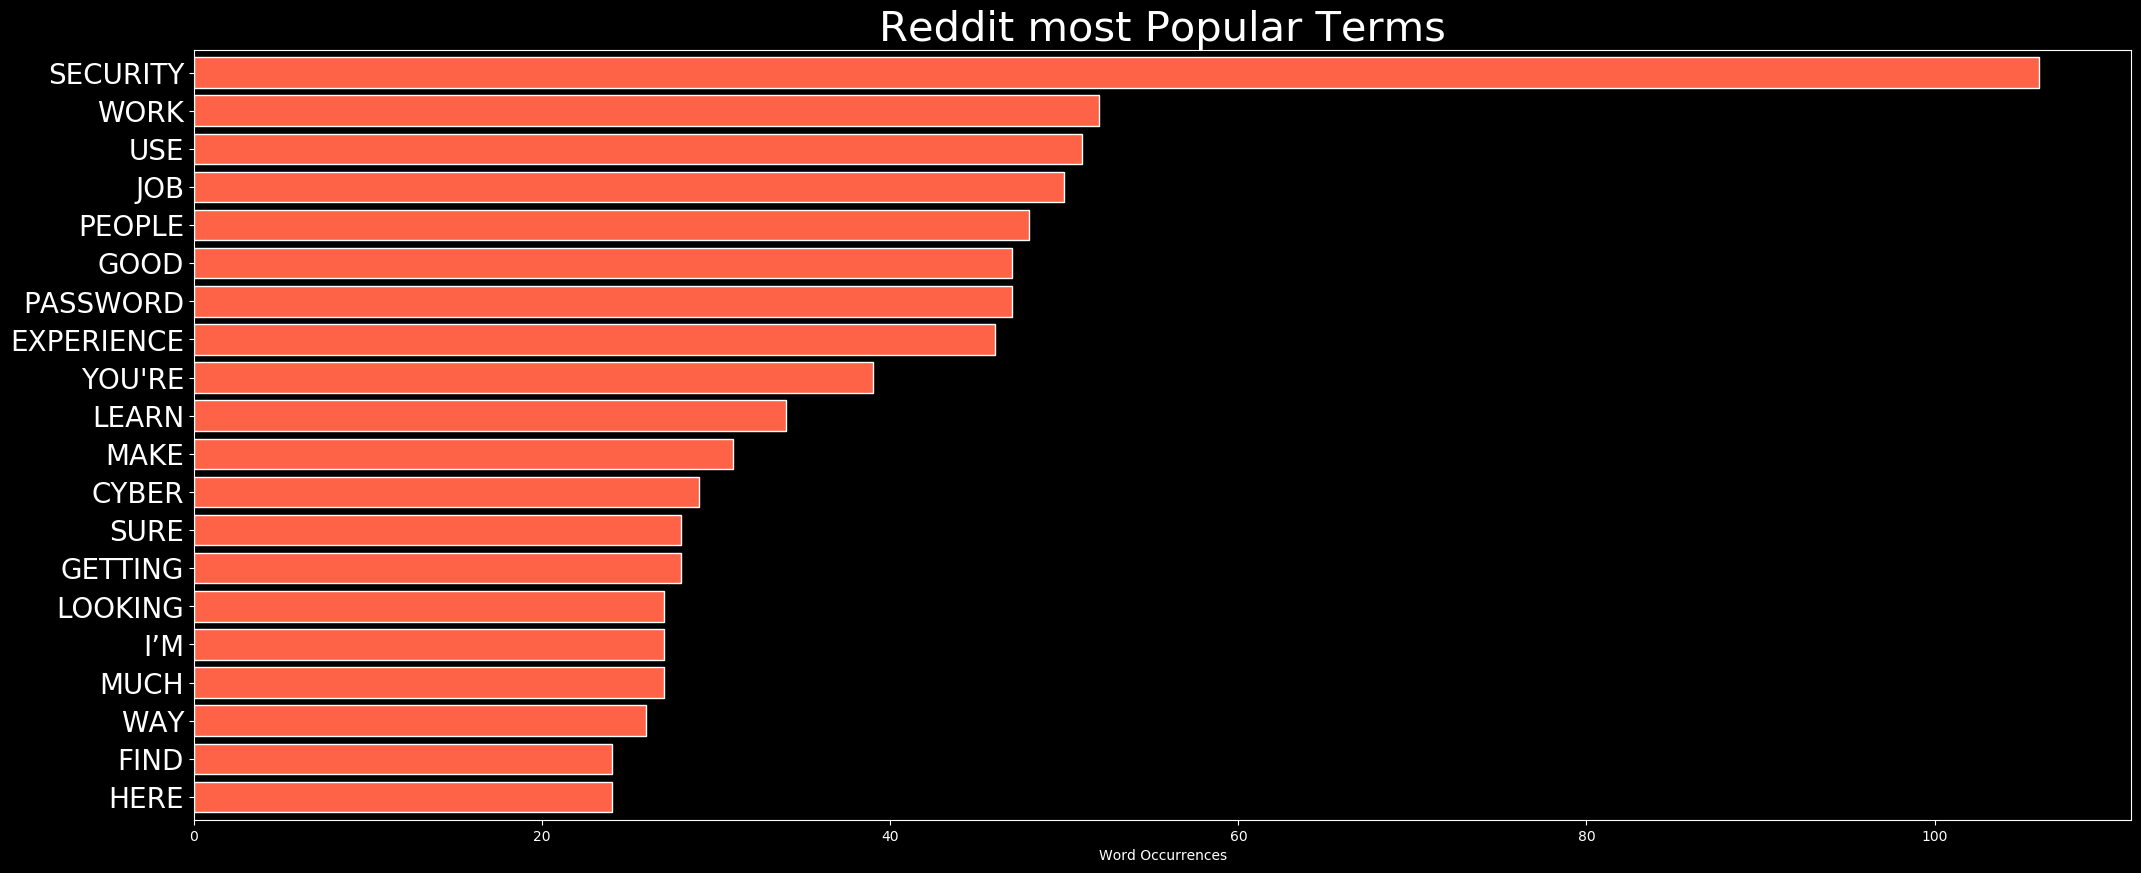 Reddit most Popular Terms
SECURITY
WORK
USE
JOB
PEOPLE
GOOD
PASSWORD
EXPERIENCE
YOU'RE
LEARN
MAKE
CYBER
SURE
GETTING
LOOKING
I’M
MUCH
WAY
FIND
HERE
0 20 40 60 80 100
Word Occurrences